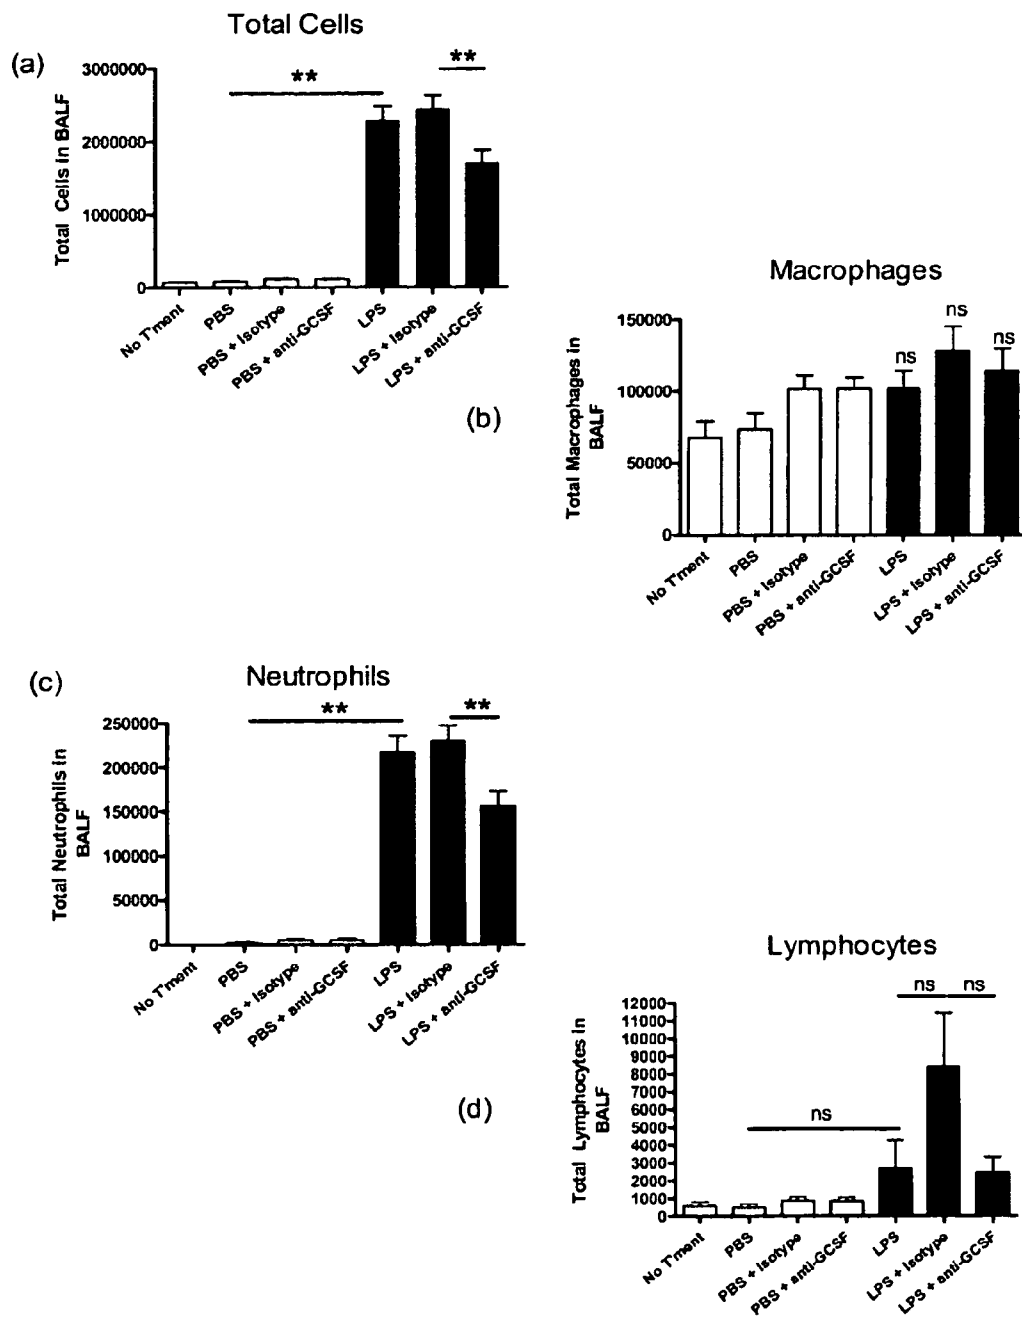 Total Cells
(a)
Total Cells in BALF
3000000
2000000
1000000
0
**
**
No T'ment
PBS
PBS + Isotype
PBS + anti-GCSF
LPS
LPS + Isotype
LPS + anti-GCSF
Macrophages
(b)
Total Macrophages in
BALF
150000
100000
50000
0
ns
ns
ns
No T'ment
PBS
PBS + Isotype
PBS + anti-GCSF
LPS
LPS + Isotype
LPS + anti-GCSF
(c)
Neutrophils
Total Neutrophils in
BALF
250000
200000
150000
100000
50000
0
**
**
No T'ment
PBS
PBS + Isotype
PBS + anti-GCSF
LPS
LPS + Isotype
LPS + anti-GCSF
Lymphocytes
(d)
Total Lymphocytes in
BALF
12000
11000
10000
9000
8000
7000
6000
5000
4000
3000
2000
1000
0
ns
ns
ns
No T'ment
PBS
PBS + Isotype
PBS + anti-GCSF
LPS
LPS + Isotype
LPS + anti-GCSF